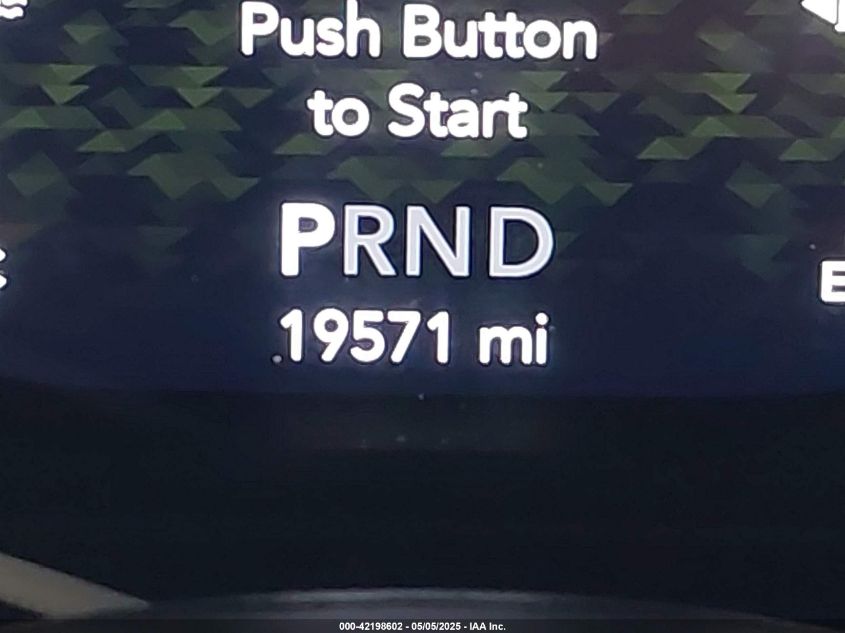 Push Button
to Start
PRND
19571 mi
E
000-42198602 - 05/05/2025 - IAA Inc.